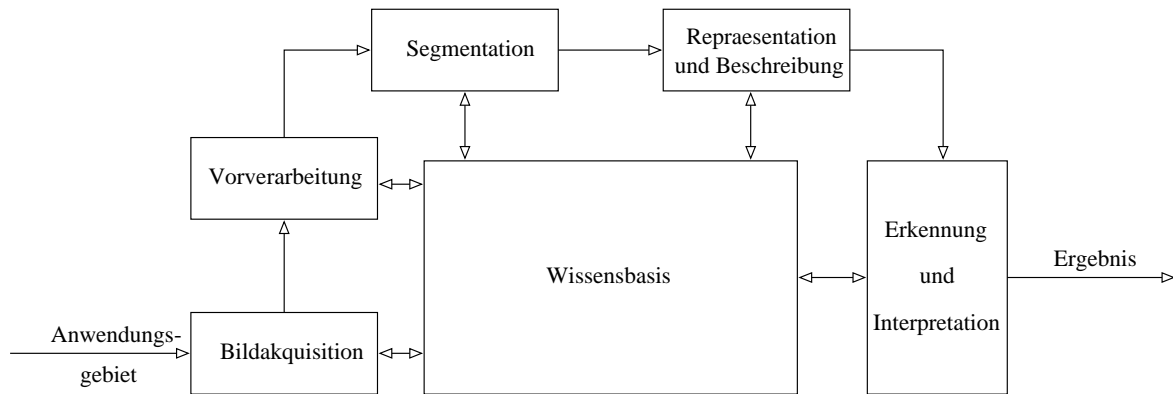 Segmentation
Repraesentation
und Beschreibung
Vorverarbeitung
Wissensbasis
Erkennung
und
Interpretation
Ergebnis
Anwendungs-
gebiet
Bildakquisition